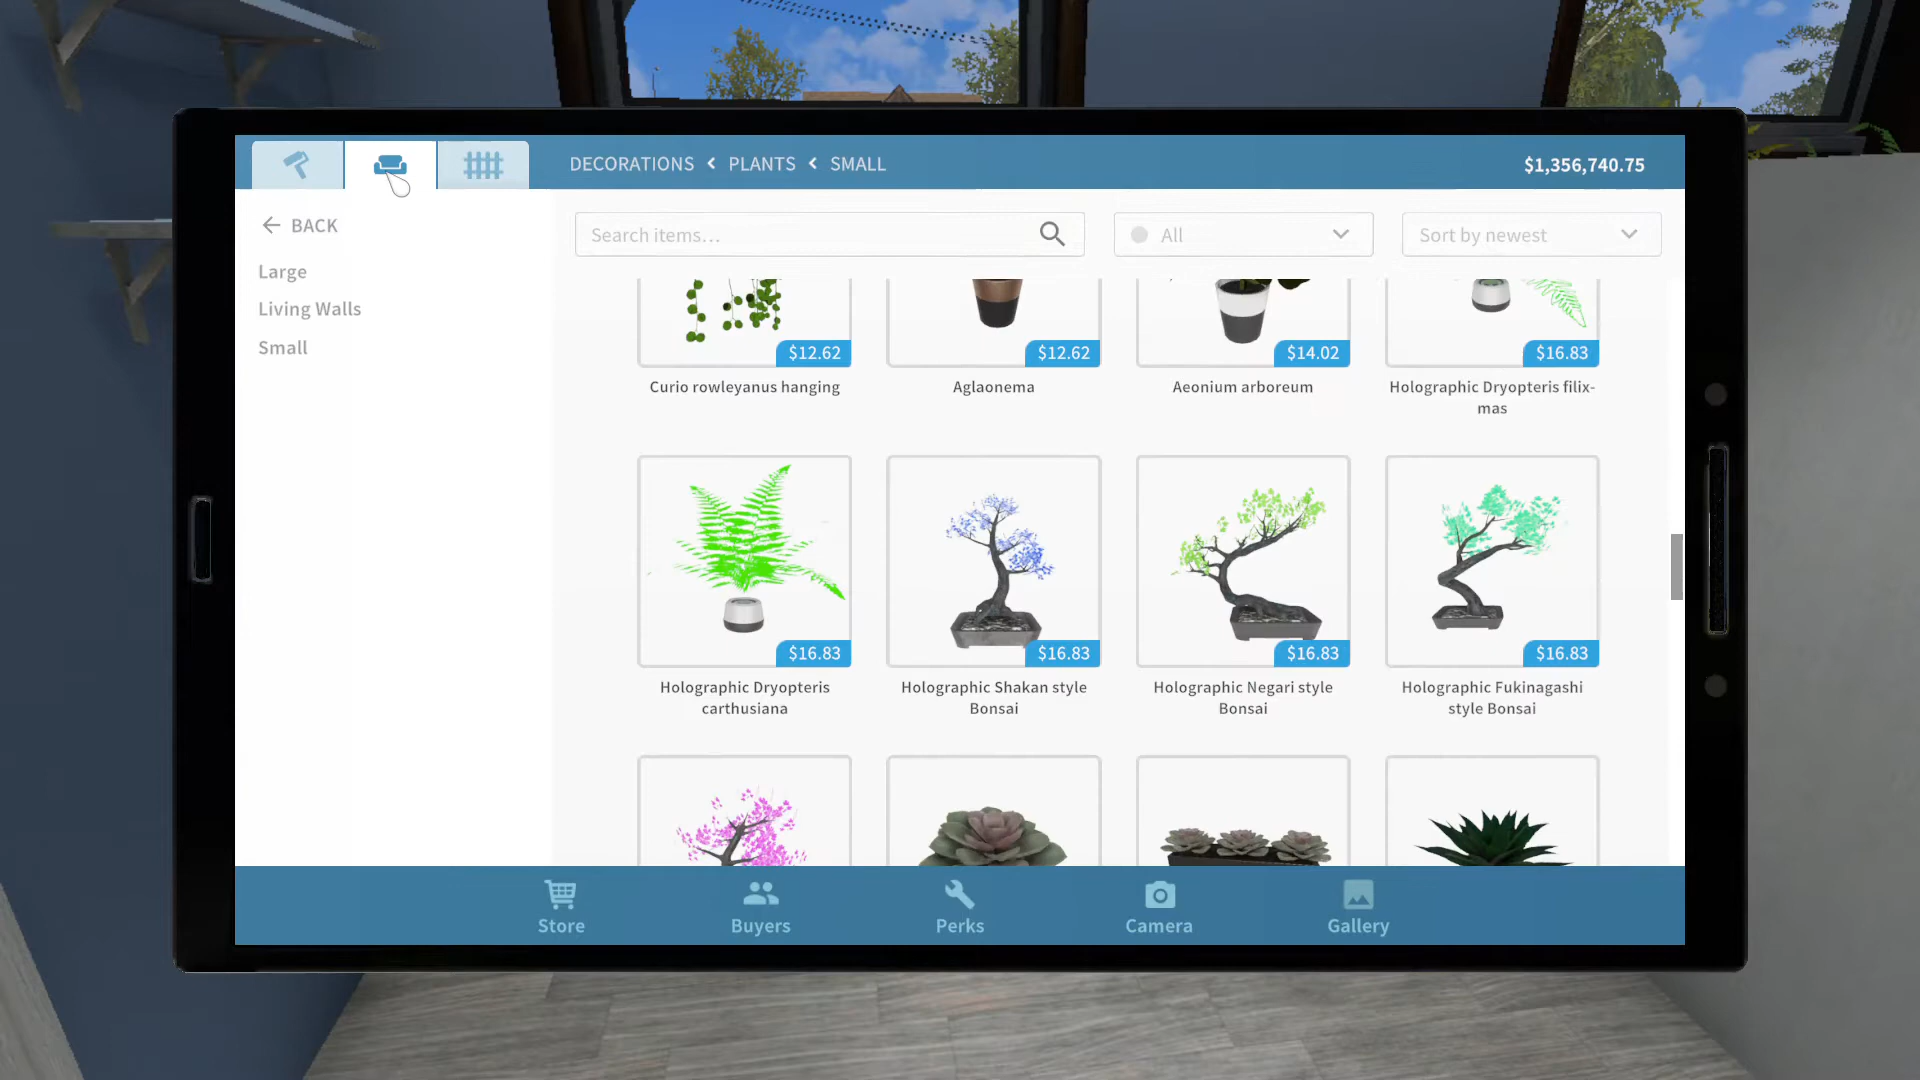 DECORATIONS < PLANTS < SMALL
$1,356,740.75
BACK
Large
Living Walls
Small
Search items...
All
Sort by newest
$12.62
$12.62
$14.02
$16.83
Curio rowleyanus hanging
Aglaonema
Aeonium arboreum
Holographic Dryopteris filix-
mas
$16.83
$16.83
$16.83
$16.83
Holographic Dryopteris
carthusiana
Holographic Shakan style
Bonsai
Holographic Negari style
Bonsai
Holographic Fukinagashi
style Bonsai
Store
Buyers
Perks
Camera
Gallery